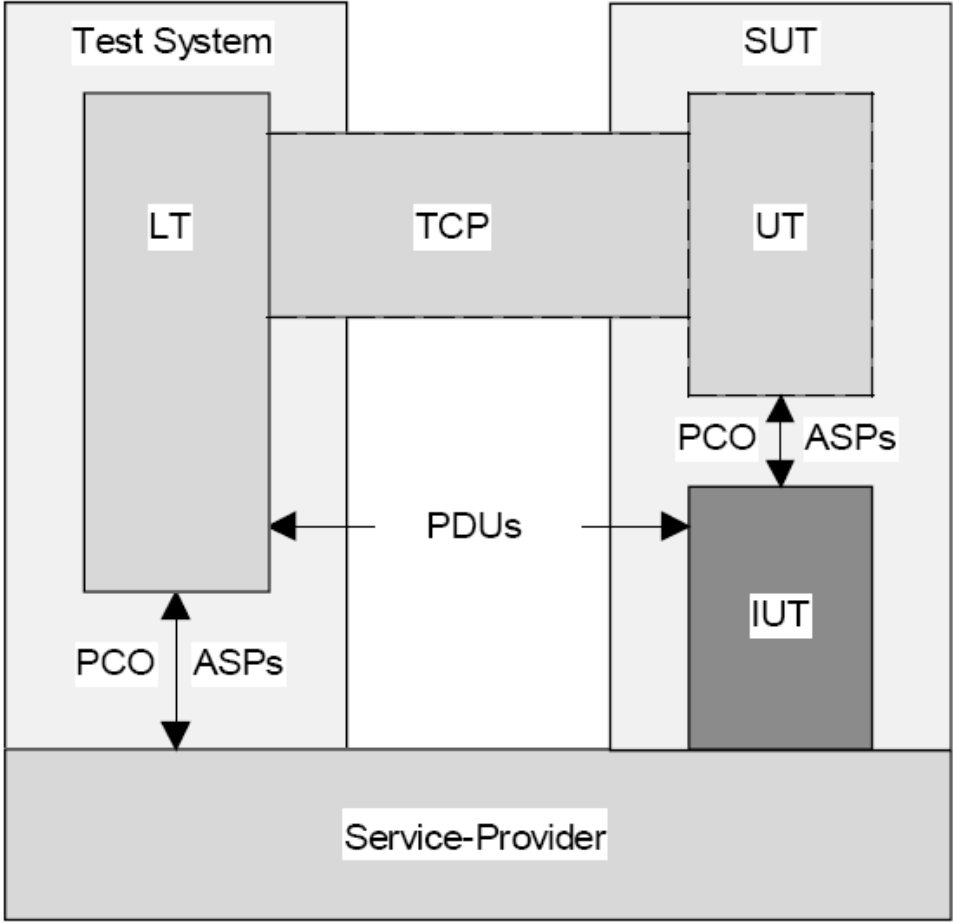 Test System
SUT
LT
TCP
UT
PCO
ASPs
PDUs
IUT
PCO
ASPs
Service-Provider